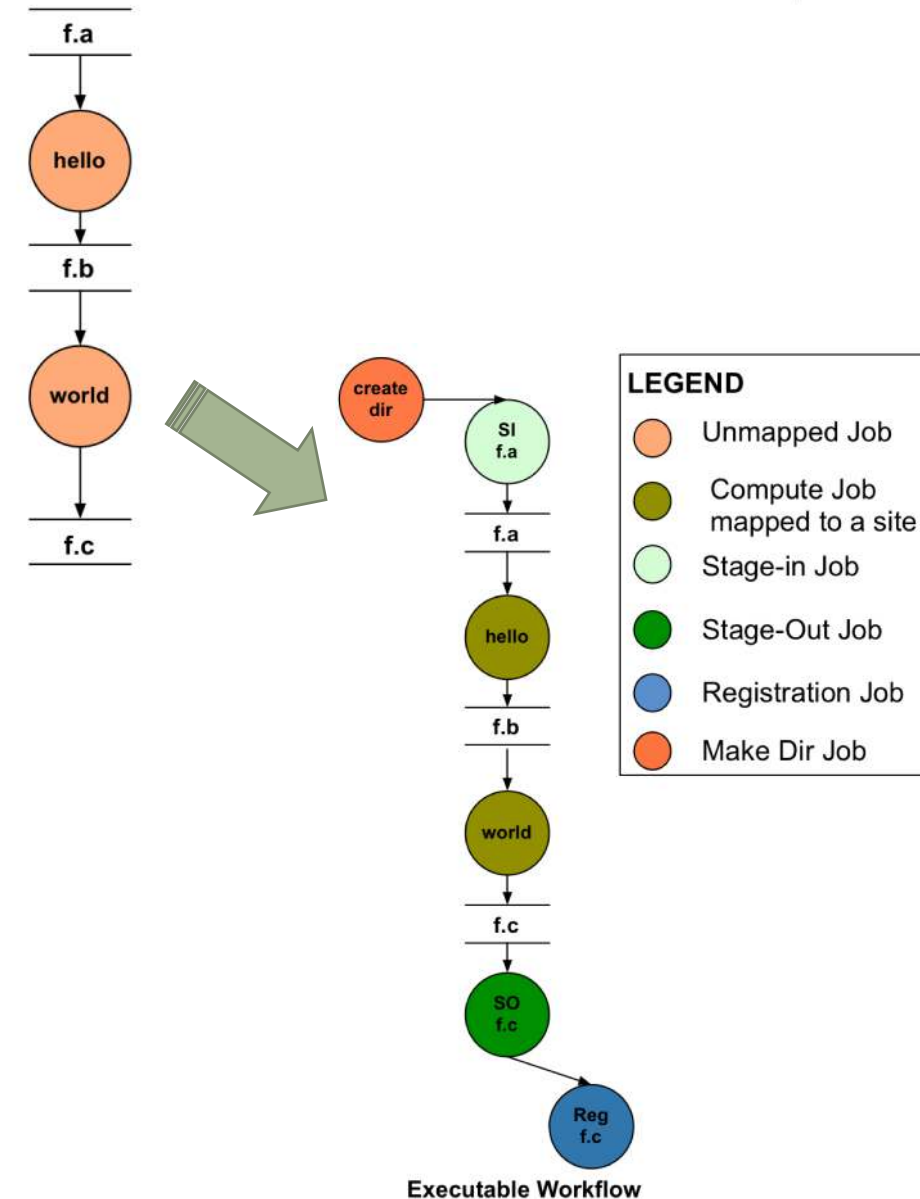 f.a
hello
f.b
world
f.c
create
dir
SI
f.a
f.a
hello
f.b
world
f.c
SO
f.c
Reg
f.c
Executable Workflow
LEGEND
Unmapped Job
Compute Job
mapped to a site
Stage-in Job
Stage-Out Job
Registration Job
Make Dir Job